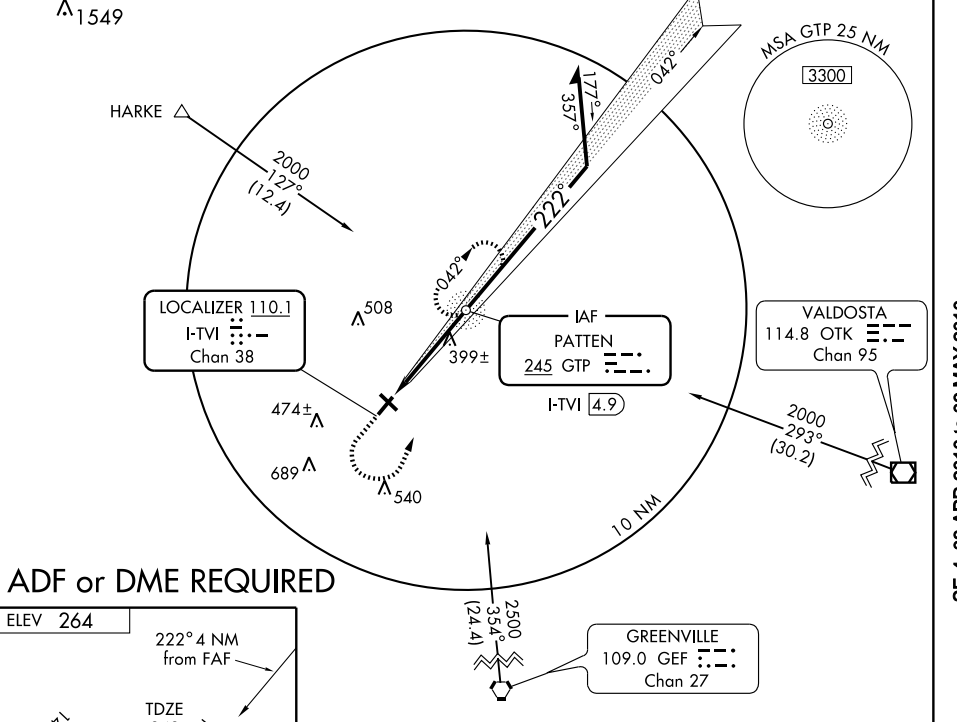 1549
MSA GTP 25 NM
3300
042°
177°
357°
HARKE
2000
127°
(12.4)
222°
042°
LOCALIZER 110.1
I-TVI
Chan 38
508
399±
IAF
PATTEN
245 GTP
I-TVI 4.9
VALDOSTA
114.8 OTK
Chan 95
2000
293°
(30.2)
474±
689
540
10 NM
ADF or DME REQUIRED
ELEV 264
222° 4 NM
from FAF
TDZE
2500
354°
(24.4)
GREENVILLE
109.0 GEF
Chan 27